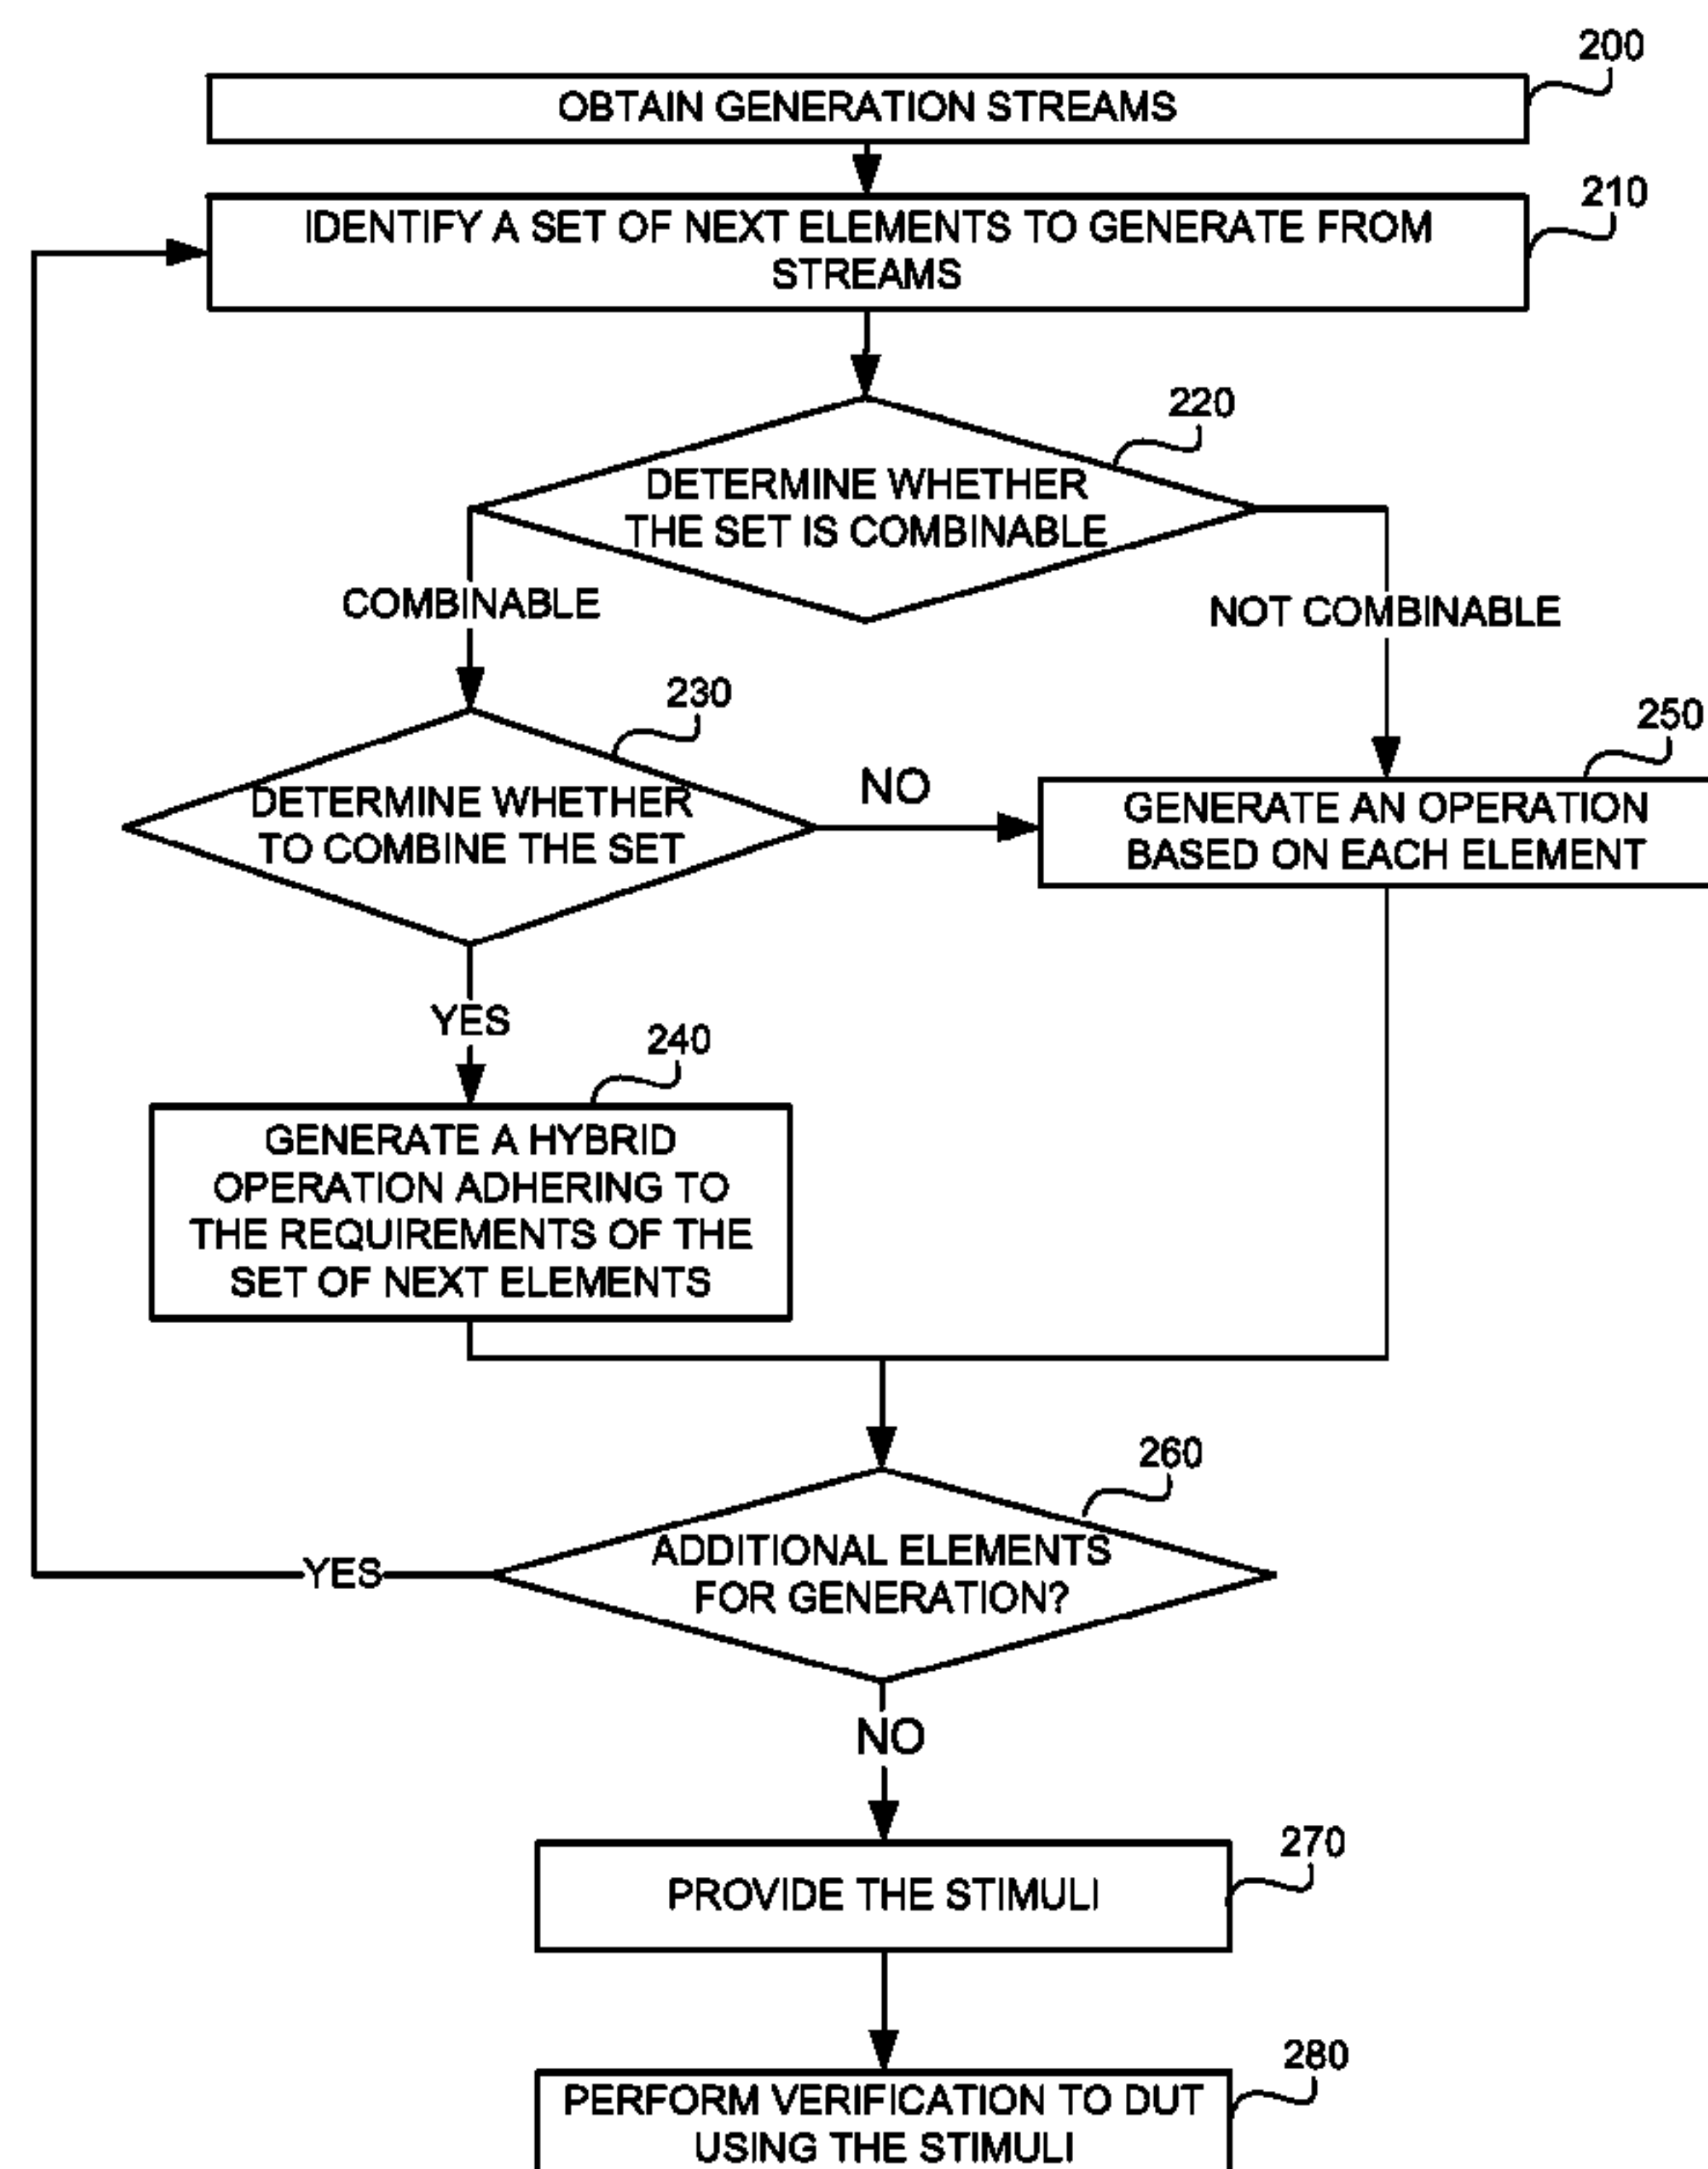 200
OBTAIN GENERATION STREAMS
210
IDENTIFY A SET OF NEXT ELEMENTS TO GENERATE FROM
STREAMS
220
DETERMINE WHETHER
THE SET IS COMBINABLE
COMBINABLE
NOT COMBINABLE
230
DETERMINE WHETHER
TO COMBINE THE SET
NO
250
GENERATE AN OPERATION
BASED ON EACH ELEMENT
YES
240
GENERATE A HYBRID
OPERATION ADHERING TO
THE REQUIREMENTS OF THE
SET OF NEXT ELEMENTS
260
ADDITIONAL ELEMENTS
FOR GENERATION?
YES
NO
270
PROVIDE THE STIMULI
280
PERFORM VERIFICATION TO DUT
USING THE STIMULI